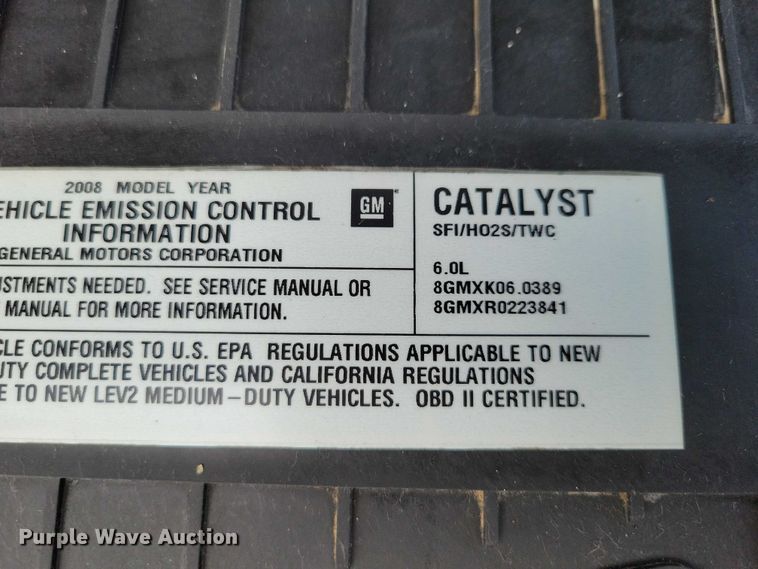 2008 MODEL YEAR
EHICLE EMISSION CONTROL
INFORMATION
GENERAL MOTORS CORPORATION
GM
CATALYST
SFI/HO2S/TWC
6.0L
8GMXK06.0389
8GMXR0223841
USTMENTS NEEDED. SEE SERVICE MANUAL OR
MANUAL FOR MORE INFORMATION.
CLE CONFORMS TO U.S. EPA REGULATIONS APPLICABLE TO NEW
UTY COMPLETE VEHICLES AND CALIFORNIA REGULATIONS
E TO NEW LEV2 MEDIUM-DUTY VEHICLES. OBD II CERTIFIED.
Purple Wave Auction